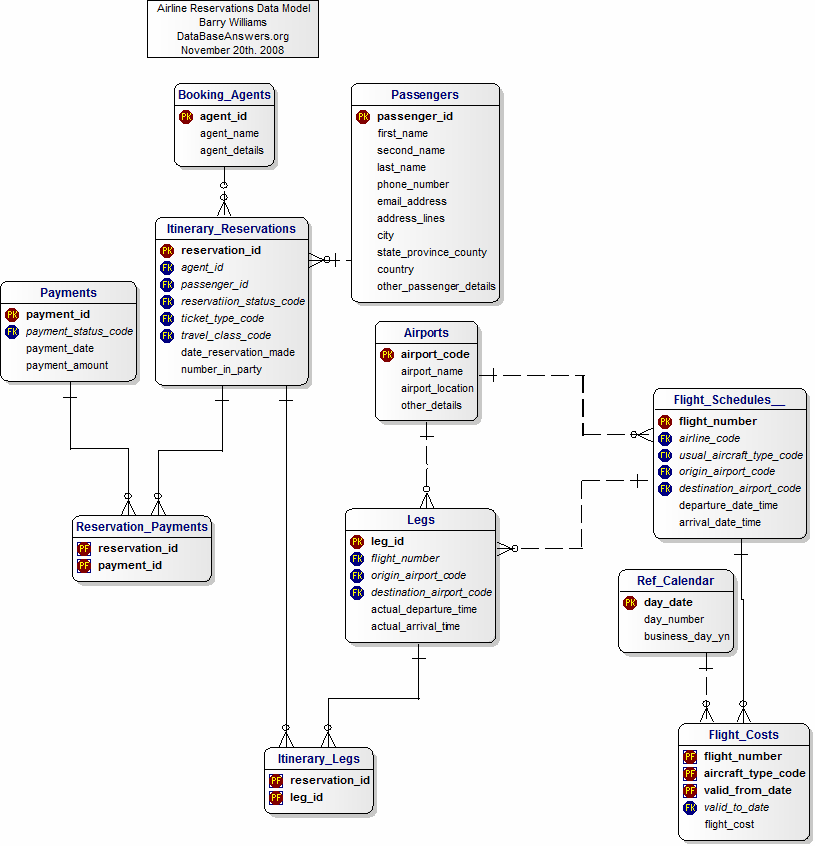 Airline Reservations Data Model
Barry Williams
DataBaseAnswers.org
November 20th. 2008
Booking_Agents
PK agent_id
agent_name
agent_details
Passengers
PK passenger_id
first_name
second_name
last_name
phone_number
email_address
address_lines
city
state_province_county
country
other_passenger_details
Itinerary_Reservations
PK reservation_id
FK agent_id
FK passenger_id
FK reservatiion_status_code
FK ticket_type_code
FK travel_class_code
date_reservation_made
number_in_party
Payments
PK payment_id
FK payment_status_code
payment_date
payment_amount
Airports
PK airport_code
airport_name
airport_location
other_details
Flight_Schedules__
PK flight_number
FK airline_code
FK usual_aircraft_type_code
FK origin_airport_code
FK destination_airport_code
departure_date_time
arrival_date_time
Reservation_Payments
PF reservation_id
PF payment_id
Legs
PK leg_id
FK flight_number
FK origin_airport_code
FK destination_airport_code
actual_departure_time
actual_arrival_time
Ref_Calendar
PK day_date
day_number
business_day_yn
Itinerary_Legs
PF reservation_id
PF leg_id
Flight_Costs
PF flight_number
PF aircraft_type_code
PF valid_from_date
FK valid_to_date
flight_cost